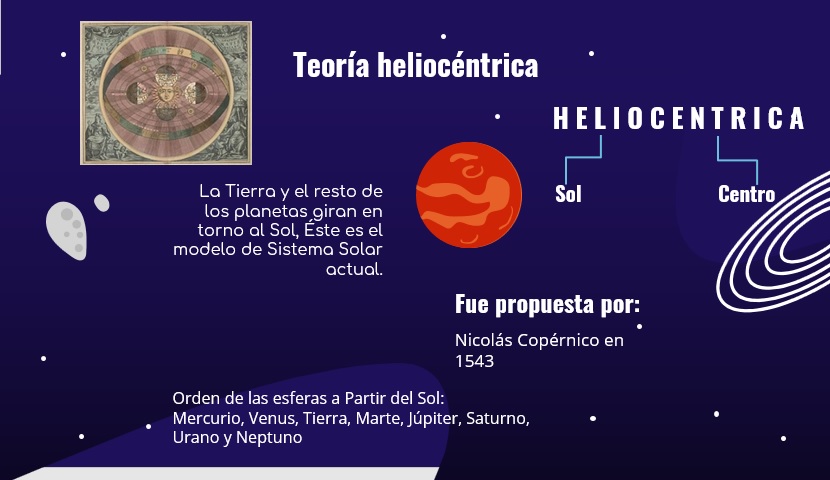 Teoría heliocéntrica
HELIOCENTRICA
Sol
Centro
La Tierra y el resto de
los planetas giran en
torno al Sol, Éste es el
modelo de Sistema Solar
actual.
Fue propuesta por:
Nicolás Copérnico en
1543
Orden de las esferas a Partir del Sol:
Mercurio, Venus, Tierra, Marte, Júpiter, Saturno,
Urano y Neptuno